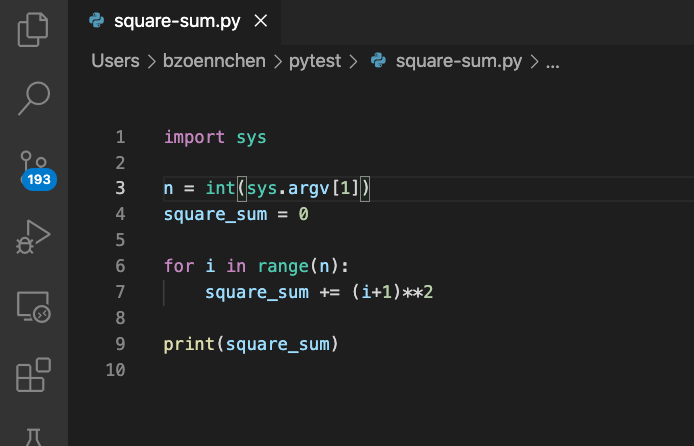 square-sum.py
Users > bzoennchen > pytest > square-sum.py > ...
1 import sys
2
3 n = int(sys.argv[1])
193
4 square_sum = 0
5
6 for i in range(n):
7     square_sum += (i+1)**2
8
9 print(square_sum)
10